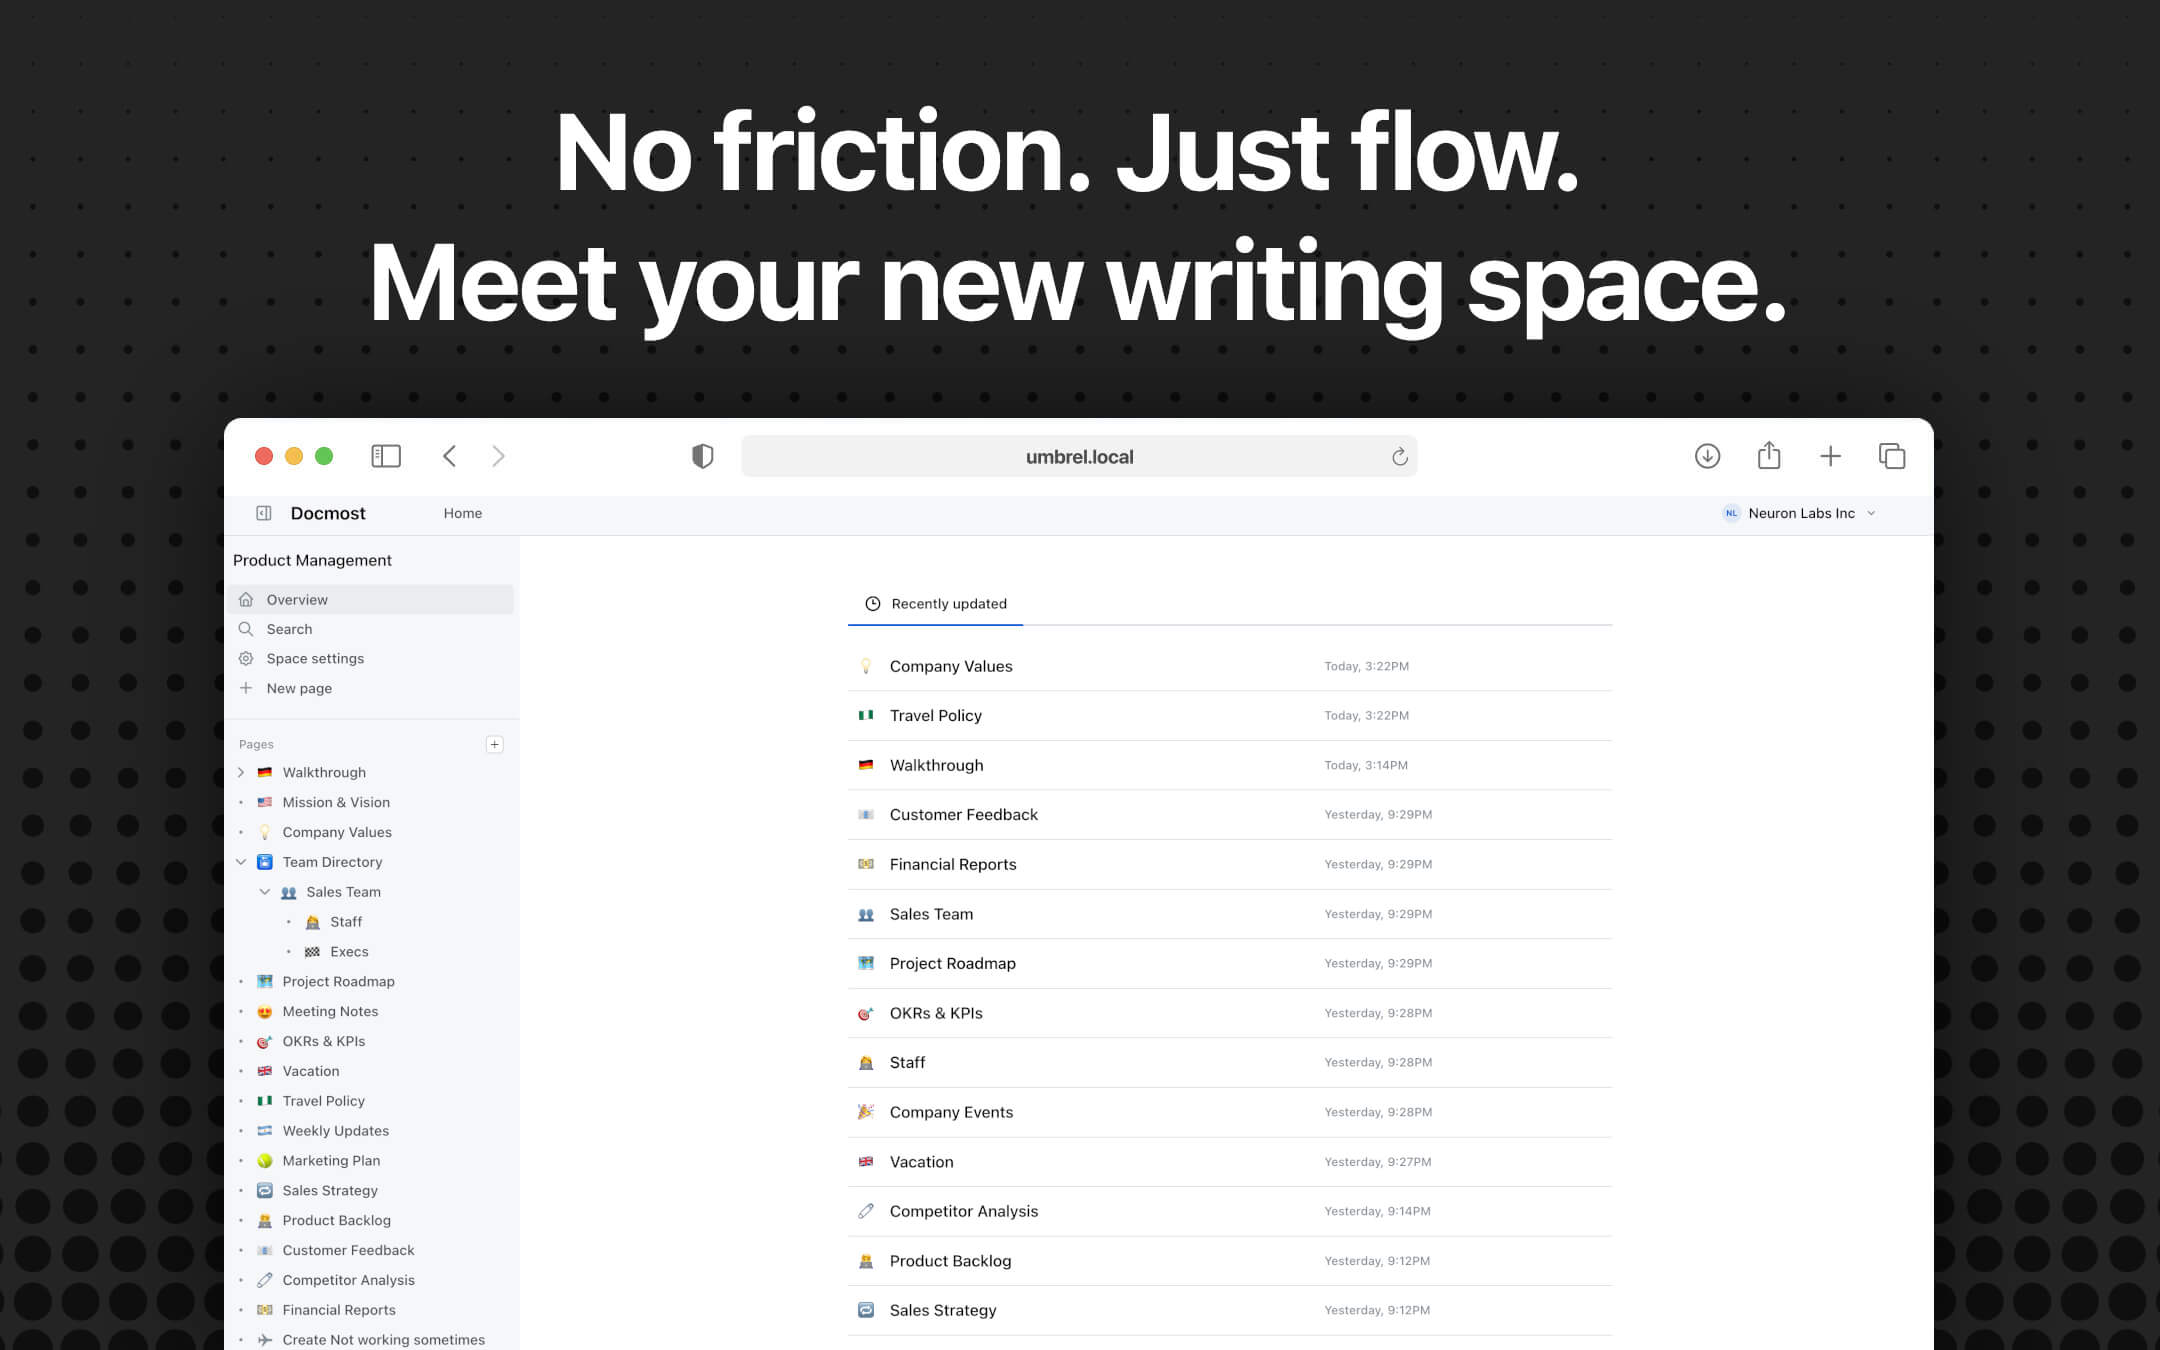 No friction. Just flow.
Meet your new writing space.
umbrel.local
Docmost
Home
NL
Neuron Labs Inc
Product Management
Overview
Search
Space settings
New page
Pages
Walkthrough
Mission & Vision
Company Values
Team Directory
Sales Team
Staff
Execs
Project Roadmap
Meeting Notes
OKRs & KPIs
Vacation
Travel Policy
Weekly Updates
Marketing Plan
Sales Strategy
Product Backlog
Customer Feedback
Competitor Analysis
Financial Reports
Create Not working sometimes
Recently updated
Company Values Today, 3:22PM
Travel Policy Today, 3:22PM
Walkthrough Today, 3:14PM
Customer Feedback Yesterday, 9:29PM
Financial Reports Yesterday, 9:29PM
Sales Team Yesterday, 9:29PM
Project Roadmap Yesterday, 9:29PM
OKRs & KPIs Yesterday, 9:28PM
Staff Yesterday, 9:28PM
Company Events Yesterday, 9:28PM
Vacation Yesterday, 9:27PM
Competitor Analysis Yesterday, 9:14PM
Product Backlog Yesterday, 9:12PM
Sales Strategy Yesterday, 9:12PM